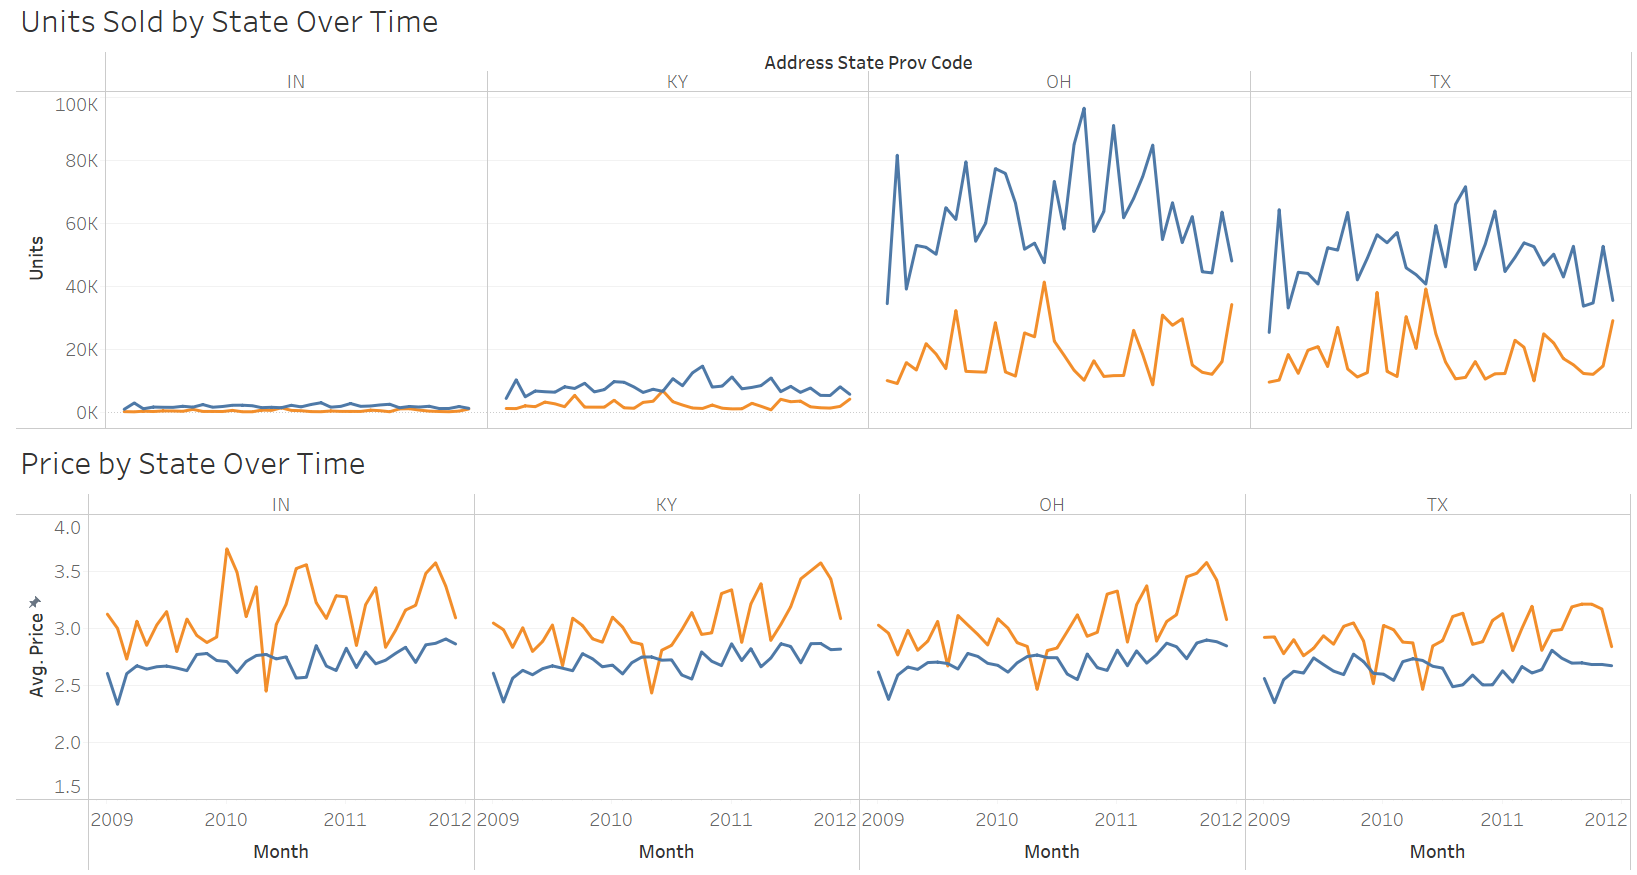 Units Sold by State Over Time
Address State Prov Code
IN KY OH TX
100K
80K
60K
40K
20K
0K
Units
Price by State Over Time
IN KY OH TX
4.0
3.5
3.0
2.5
2.0
1.5
Avg. Price
2009 2010 2011 2012 2009 2010 2011 2012 2009 2010 2011 2012 2009 2010 2011 2012
Month Month Month Month